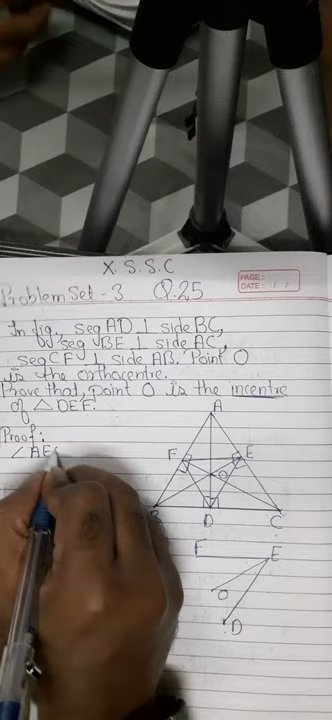 X. S. S. C
Problem Set - 3 Q.25
PAGE:
DATE: / /
In fig., seg AD ⊥ side BC,
seg BE ⊥ side AC,
seg CF ⊥ side AB. Point O
is the orthocentre.
Prove that, point O is the incentre
of △ DEF.
Proof:
∠ AE
A
F
E
O
B
D
C
F
E
O
D